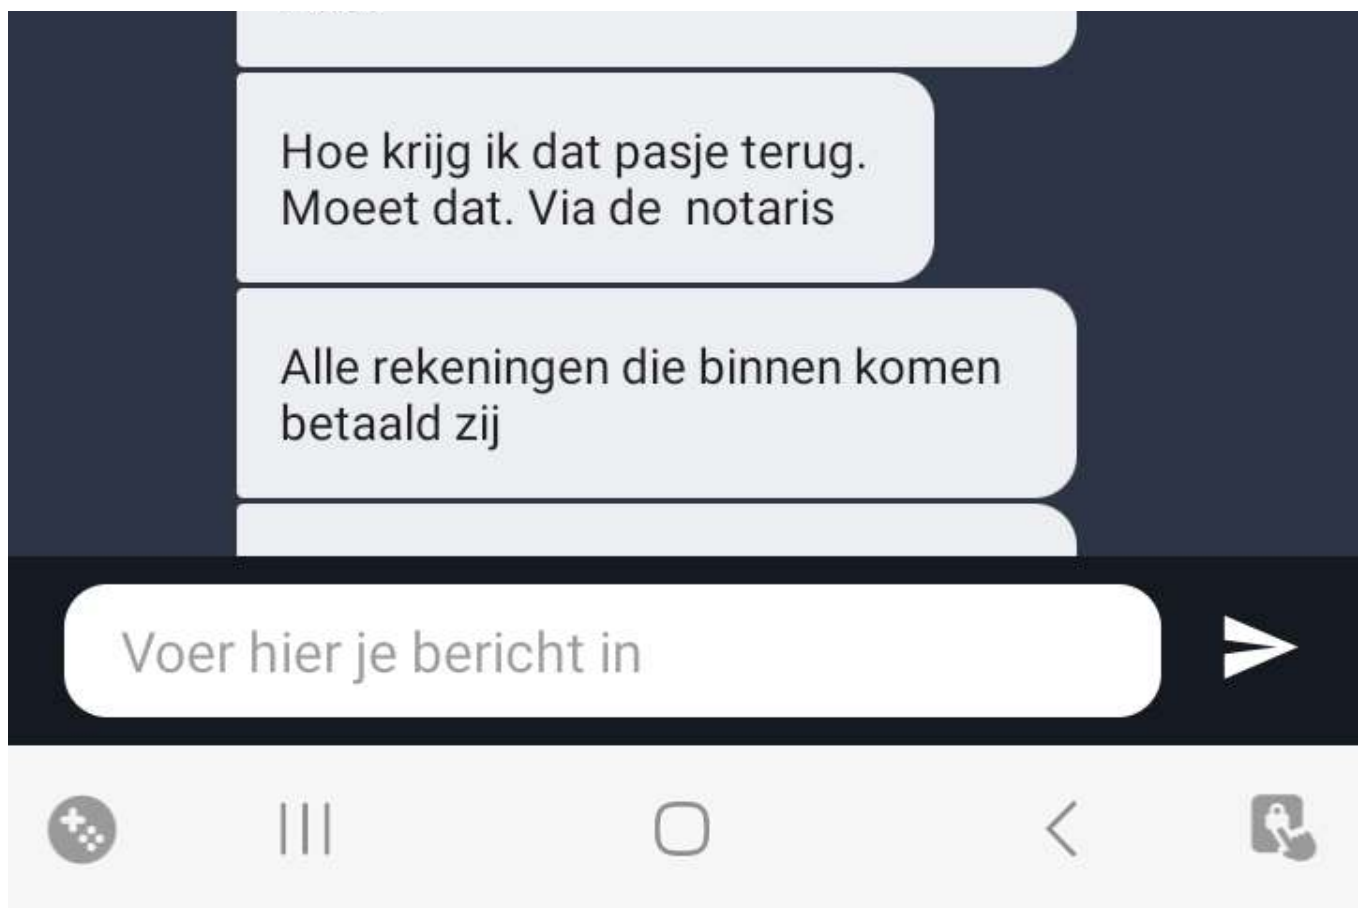 Hoe krijg ik dat pasje terug.
Moeet dat. Via de  notaris
Alle rekeningen die binnen komen
betaald zij
Voer hier je bericht in